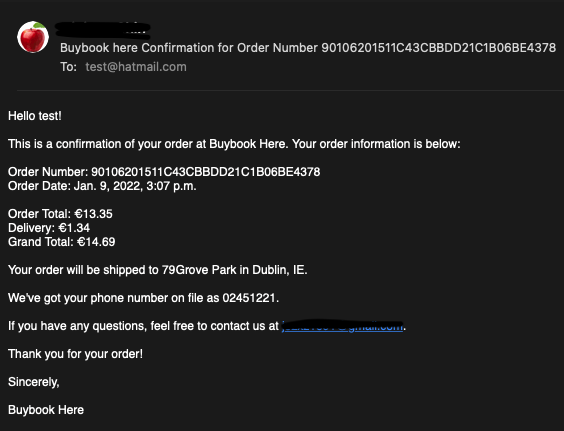 Buybook here Confirmation for Order Number 90106201511C43CBBDD21C1B06BE4378
To: test@hatmail.com
Hello test!
This is a confirmation of your order at Buybook Here. Your order information is below:
Order Number: 90106201511C43CBBDD21C1B06BE4378
Order Date: Jan. 9, 2022, 3:07 p.m.
Order Total: €13.35
Delivery: €1.34
Grand Total: €14.69
Your order will be shipped to 79Grove Park in Dublin, IE.
We've got your phone number on file as 02451221.
If you have any questions, feel free to contact us at
Thank you for your order!
Sincerely,
Buybook Here